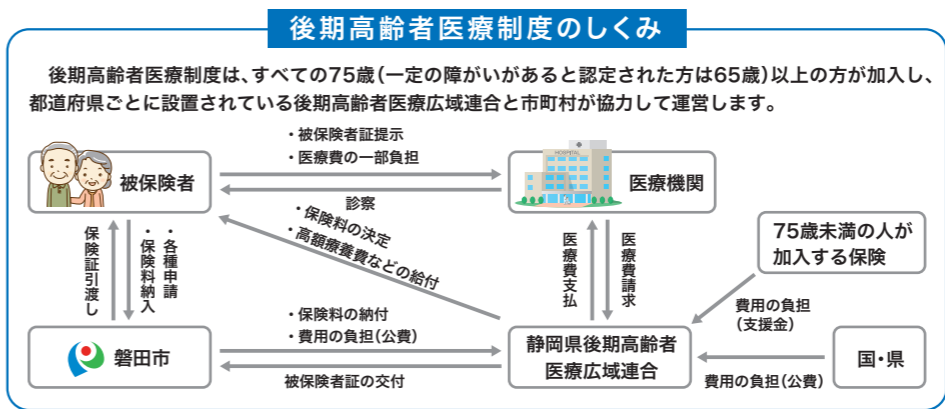 後期高齢者医療制度のしくみ
後期高齢者医療制度は、すべての75歳(一定の障がいがあると認定された方は65歳)以上の方が加入し、
都道府県ごとに設置されている後期高齢者医療広域連合と市町村が協力して運営します。
・被保険者証提示
・医療費の一部負担
被保険者
HOSPITAL
医療機関
診察
・保険料の決定
・高額療養費などの給付
75歳未満の人が
加入する保険
保険証引渡し
・各種申請
・保険料納入
医療費支払
医療費請求
費用の負担
(支援金)
・保険料の納付
・費用の負担(公費)
磐田市
静岡県後期高齢者
医療広域連合
国・県
被保険者証の交付
費用の負担(公費)